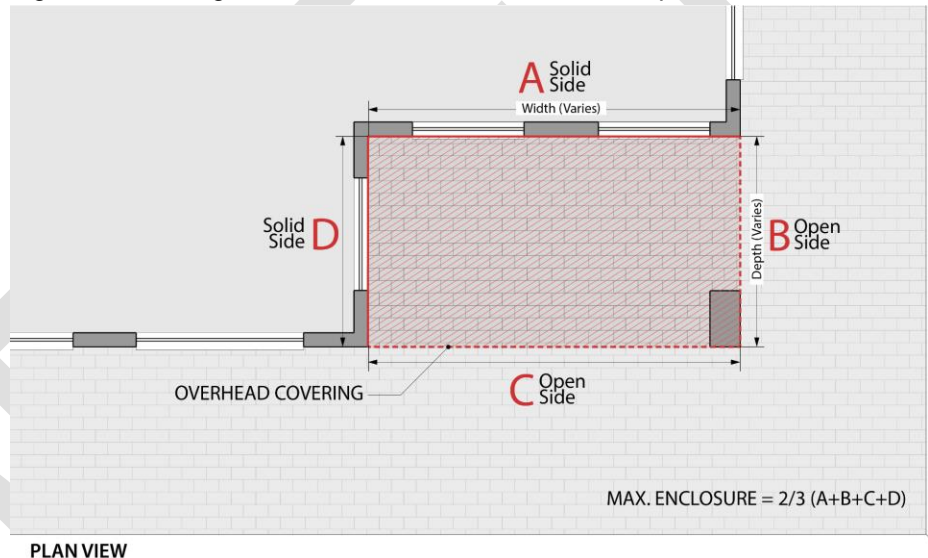 A Solid
Side
Width (Varies)
Solid
Side D
Depth (Varies)
B Open
Side
OVERHEAD COVERING
C Open
Side
MAX. ENCLOSURE = 2/3 (A+B+C+D)
PLAN VIEW